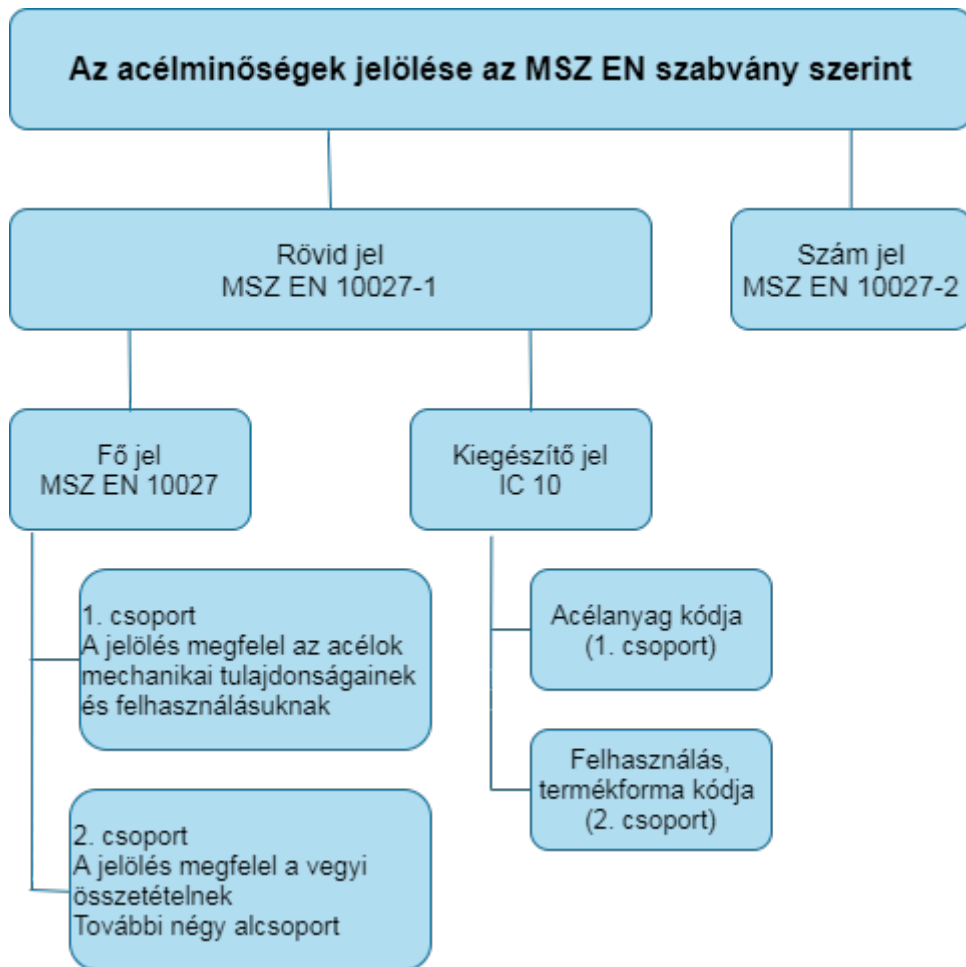 Az acélminőségek jelölése az MSZ EN szabvány szerint
Rövid jel
MSZ EN 10027-1
Szám jel
MSZ EN 10027-2
Fő jel
MSZ EN 10027
Kiegészítő jel
IC 10
1. csoport
A jelölés megfelel az acélok
mechanikai tulajdonságainek
és felhasználásuknak
2. csoport
A jelölés megfelel a vegyi
összetételnek
További négy alcsoport
Acélanyag kódja
(1. csoport)
Felhasználás,
termékforma kódja
(2. csoport)